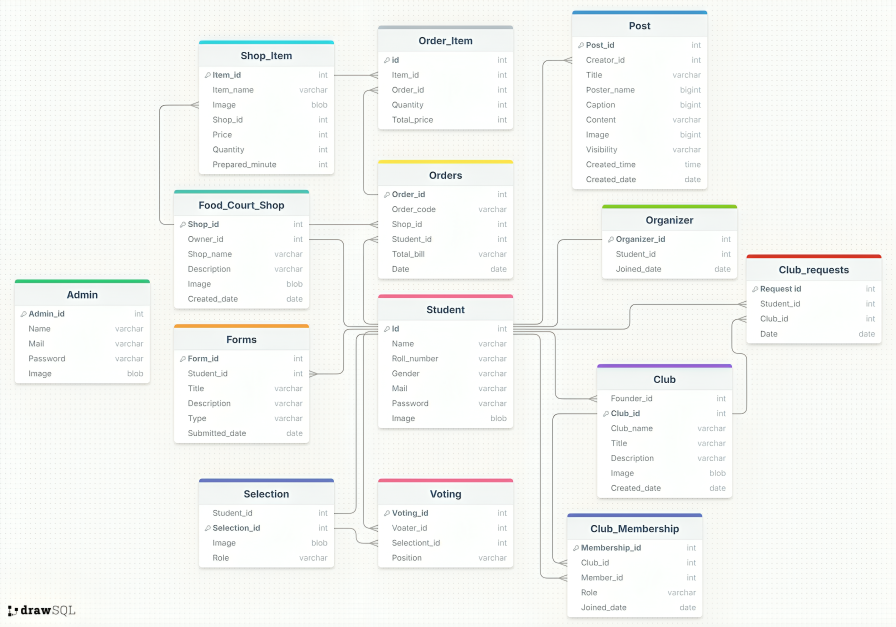 Shop_Item
Item_id int
Item_name varchar
Image blob
Shop_id int
Price int
Quantity int
Prepared_minute int
Order_Item
id int
Item_id int
Order_id int
Quantity int
Total_price int
Post
Post_id int
Creator_id int
Title varchar
Poster_name bigint
Caption bigint
Content varchar
Image bigint
Visibility varchar
Created_time time
Created_date date
Food_Court_Shop
Shop_id int
Owner_id int
Shop_name varchar
Description varchar
Image blob
Created_date date
Orders
Order_id int
Order_code varchar
Shop_id int
Student_id int
Total_bill varchar
Date date
Organizer
Organizer_id int
Student_id int
Joined_date date
Club_requests
Request id int
Student_id int
Club_id int
Date date
Admin
Admin_id int
Name varchar
Mail varchar
Password varchar
Image blob
Forms
Form_id int
Student_id int
Title varchar
Description varchar
Type varchar
Submitted_date date
Student
id int
Name varchar
Roll_number varchar
Gender varchar
Mail varchar
Password varchar
Image blob
Club
Founder_id int
Club_id int
Club_name varchar
Title varchar
Description varchar
Image blob
Created_date date
Selection
Student_id int
Selection_id int
Image blob
Role varchar
Voting
Voting_id int
Voater_id int
Selectiont_id int
Position varchar
Club_Membership
Membership_id int
Club_id int
Member_id int
Role varchar
Joined_date date
drawSQL